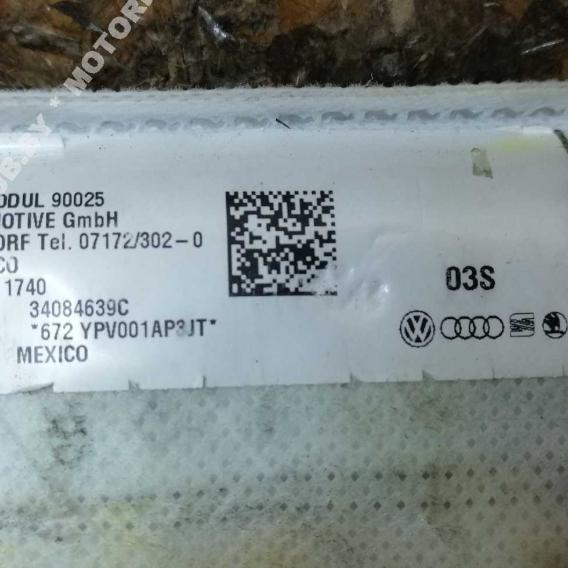 ODUL 90025
OTIVE GmbH
ORF Tel. 07172/302-0
CO
1740
34084639C
*672 YPV001AP3JT*
MEXICO
03S